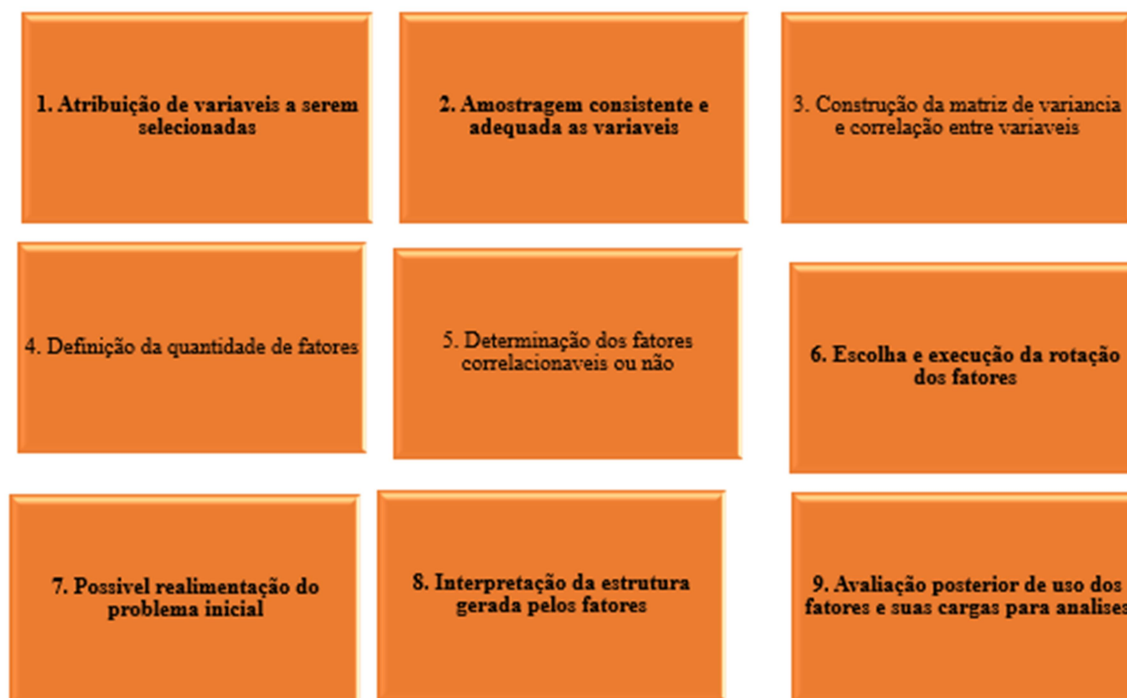 1. Atribuição de variaveis a serem
selecionadas
2. Amostragem consistente e
adequada as variaveis
3. Construção da matriz de variancia
e correlação entre variaveis
4. Definição da quantidade de fatores
5. Determinação dos fatores
correlacionaveis ou não
6. Escolha e execução da rotação
dos fatores
7. Possivel realimentação do
problema inicial
8. Interpretação da estrutura
gerada pelos fatores
9. Avaliação posterior de uso dos
fatores e suas cargas para analises